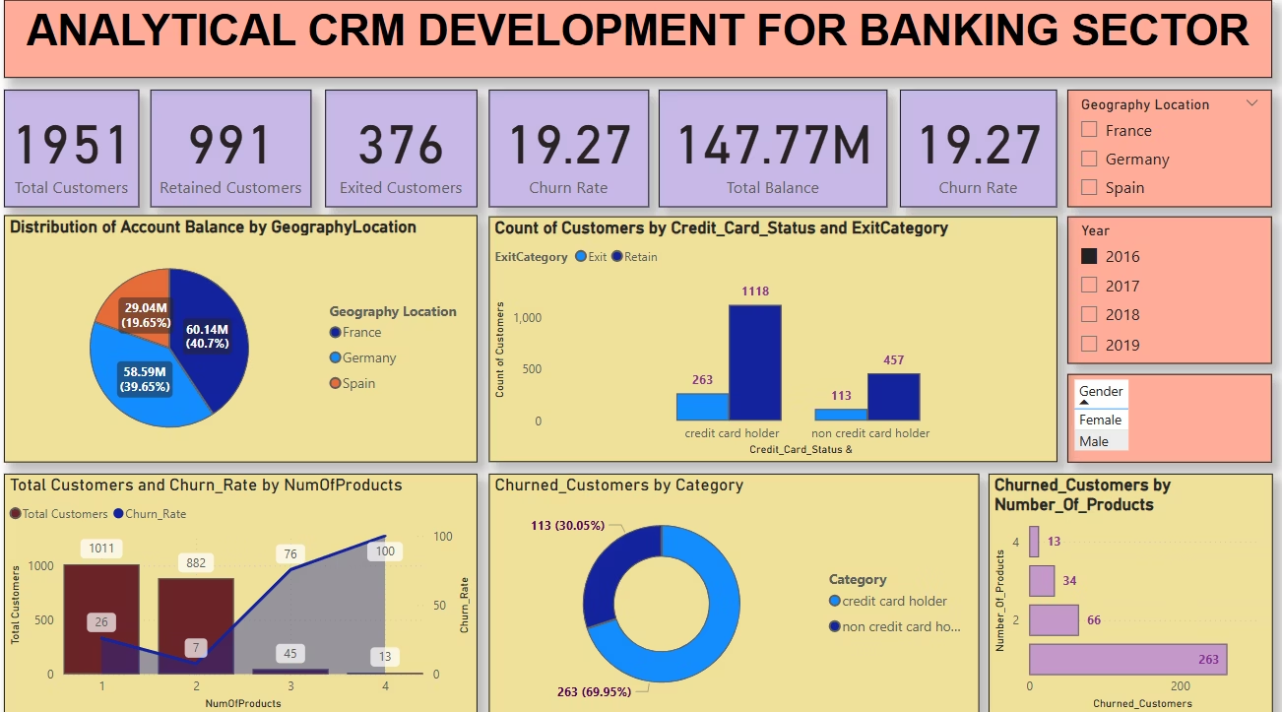 ANALYTICAL CRM DEVELOPMENT FOR BANKING SECTOR
1951
Total Customers
991
Retained Customers
376
Exited Customers
19.27
Churn Rate
147.77M
Total Balance
19.27
Churn Rate
Geography Location
France
Germany
Spain
Distribution of Account Balance by GeographyLocation
29.04M
(19.65%)
60.14M
(40.7%)
58.59M
(39.65%)
Geography Location
France
Germany
Spain
Count of Customers by Credit_Card_Status and ExitCategory
ExitCategory Exit Retain
Count of Customers
1,000
500
0
263
1118
113
457
credit card holder
non credit card holder
Credit_Card_Status &
Year
2016
2017
2018
2019
Gender
Female
Male
Total Customers and Churn_Rate by NumOfProducts
Total Customers Churn_Rate
Total Customers
1000
500
0
1011
882
45
13
26
7
76
100
100
50
0
Churn_Rate
1 2 3 4
NumOfProducts
Churned_Customers by Category
113 (30.05%)
263 (69.95%)
Category
credit card holder
non credit card ho...
Churned_Customers by
Number_Of_Products
Number_Of_Products
4
2
13
34
66
263
0 200
Churned_Customers